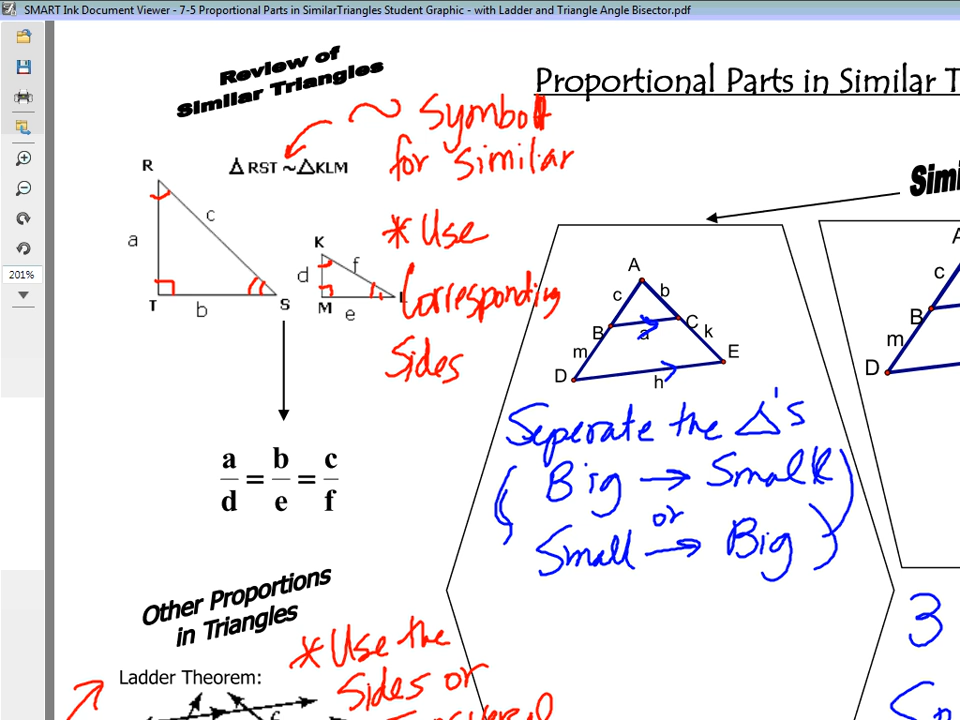 SMART Ink Document Viewer - 7-5 Proportional Parts in SimilarTriangles Student Graphic - with Ladder and Triangle Angle Bisector.pdf
201%
Review of
Similar Triangles
Proportional Parts in Similar T
~ Symbol
for similar
Δ RST ~ Δ KLM
R
c
a
T
b
S
K
f
d
M
e
L
* Use
Corresponding
Sides
a/d = b/e = c/f
Simi
A
c
b
B
a
C
k
m
D
h
E
A
c
B
m
D
Seperate the Δ's
( Big → Small )
or
( Small → Big )
3
Other Proportions
in Triangles
Ladder Theorem:
* Use the
Sides or